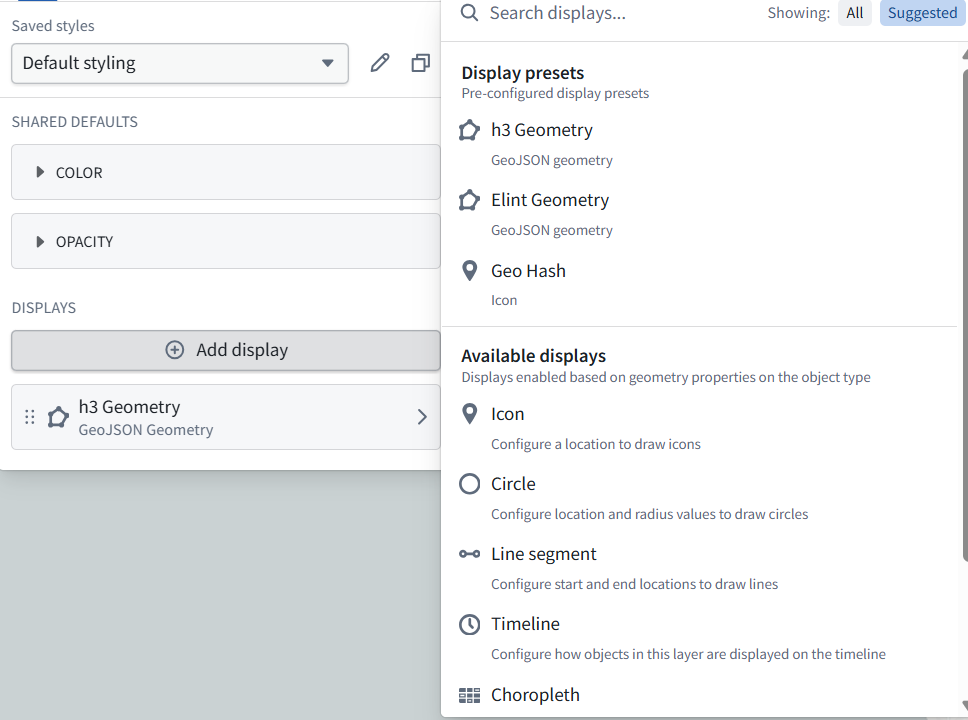 Saved styles
Default styling
SHARED DEFAULTS
COLOR
OPACITY
DISPLAYS
Add display
h3 Geometry
GeoJSON Geometry
Search displays...
Showing: All Suggested
Display presets
Pre-configured display presets
h3 Geometry
GeoJSON geometry
Elint Geometry
GeoJSON geometry
Geo Hash
Icon
Available displays
Displays enabled based on geometry properties on the object type
Icon
Configure a location to draw icons
Circle
Configure location and radius values to draw circles
Line segment
Configure start and end locations to draw lines
Timeline
Configure how objects in this layer are displayed on the timeline
Choropleth